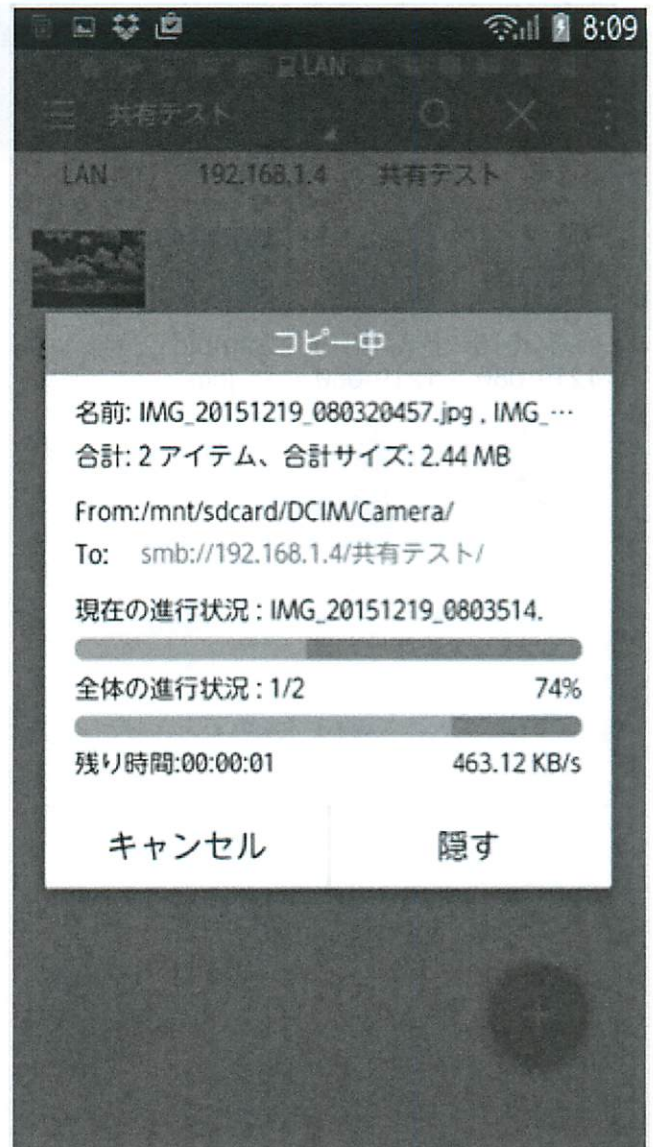 8:09
LAN
共有テスト
LAN 192.168.1.4 共有テスト
コピー中
名前: IMG_20151219_080320457.jpg , IMG_…
合計: 2 アイテム、合計サイズ: 2.44 MB
From:/mnt/sdcard/DCIM/Camera/
To: smb://192.168.1.4/共有テスト/
現在の進行状況 : IMG_20151219_0803514.
全体の進行状況 : 1/2 74%
残り時間:00:00:01 463.12 KB/s
キャンセル 隠す